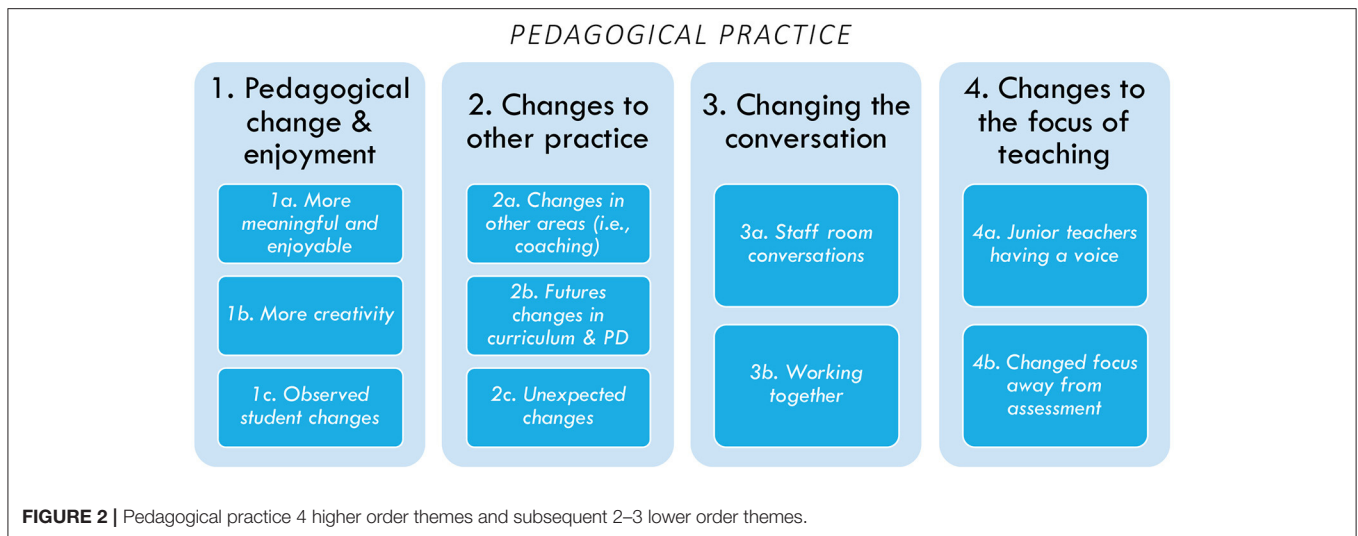 PEDAGOGICAL PRACTICE
1. Pedagogical
change &
enjoyment
1a. More
meaningful and
enjoyable
1b. More creativity
1c. Observed
student changes
2. Changes to
other practice
2a. Changes in
other areas (i.e.,
coaching)
2b. Futures
changes in
curriculum & PD
2c. Unexpected
changes
3. Changing the
conversation
3a. Staff room
conversations
3b. Working
together
4. Changes to
the focus of
teaching
4a. Junior teachers
having a voice
4b. Changed focus
away from
assessment
FIGURE 2 | Pedagogical practice 4 higher order themes and subsequent 2–3 lower order themes.